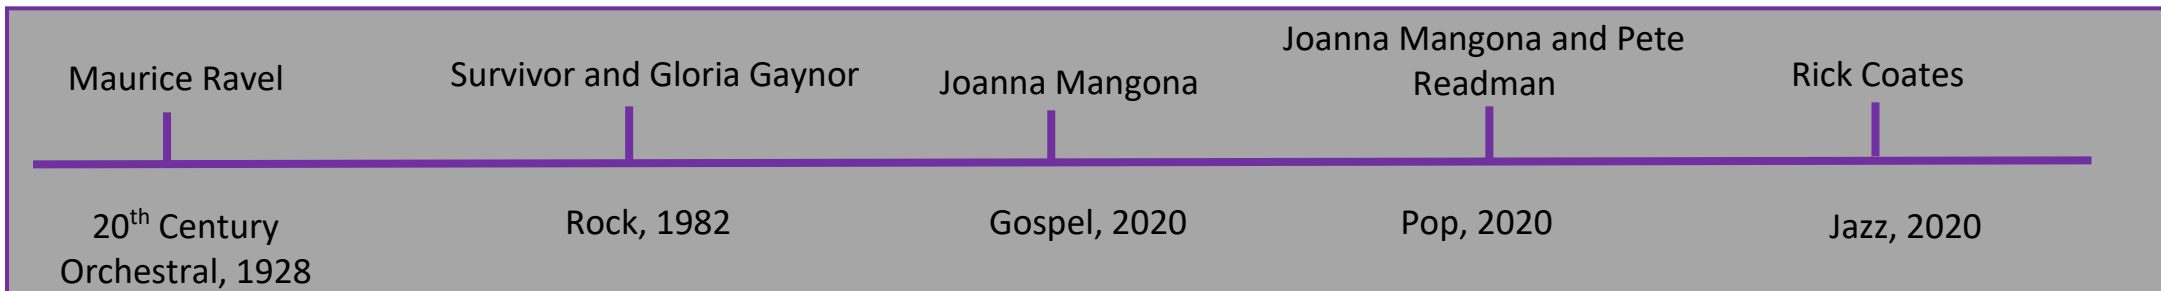 Maurice Ravel
Survivor and Gloria Gaynor
Joanna Mangona
Joanna Mangona and Pete
Readman
Rick Coates
20th Century
Orchestral, 1928
Rock, 1982
Gospel, 2020
Pop, 2020
Jazz, 2020